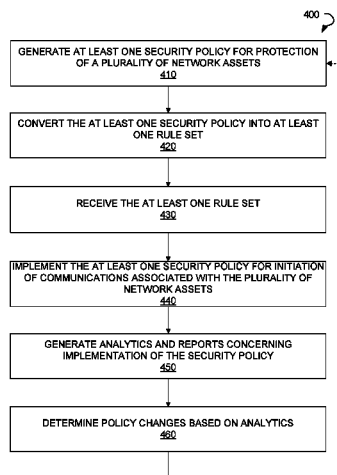 400
GENERATE AT LEAST ONE SECURITY POLICY FOR PROTECTION
OF A PLURALITY OF NETWORK ASSETS
410
CONVERT THE AT LEAST ONE SECURITY POLICY INTO AT LEAST
ONE RULE SET
420
RECEIVE THE AT LEAST ONE RULE SET
430
IMPLEMENT THE AT LEAST ONE SECURITY POLICY FOR INITIATION
OF COMMUNICATIONS ASSOCIATED WITH THE PLURALITY OF
NETWORK ASSETS
440
GENERATE ANALYTICS AND REPORTS CONCERNING
IMPLEMENTATION OF THE SECURITY POLICY
450
DETERMINE POLICY CHANGES BASED ON ANALYTICS
460